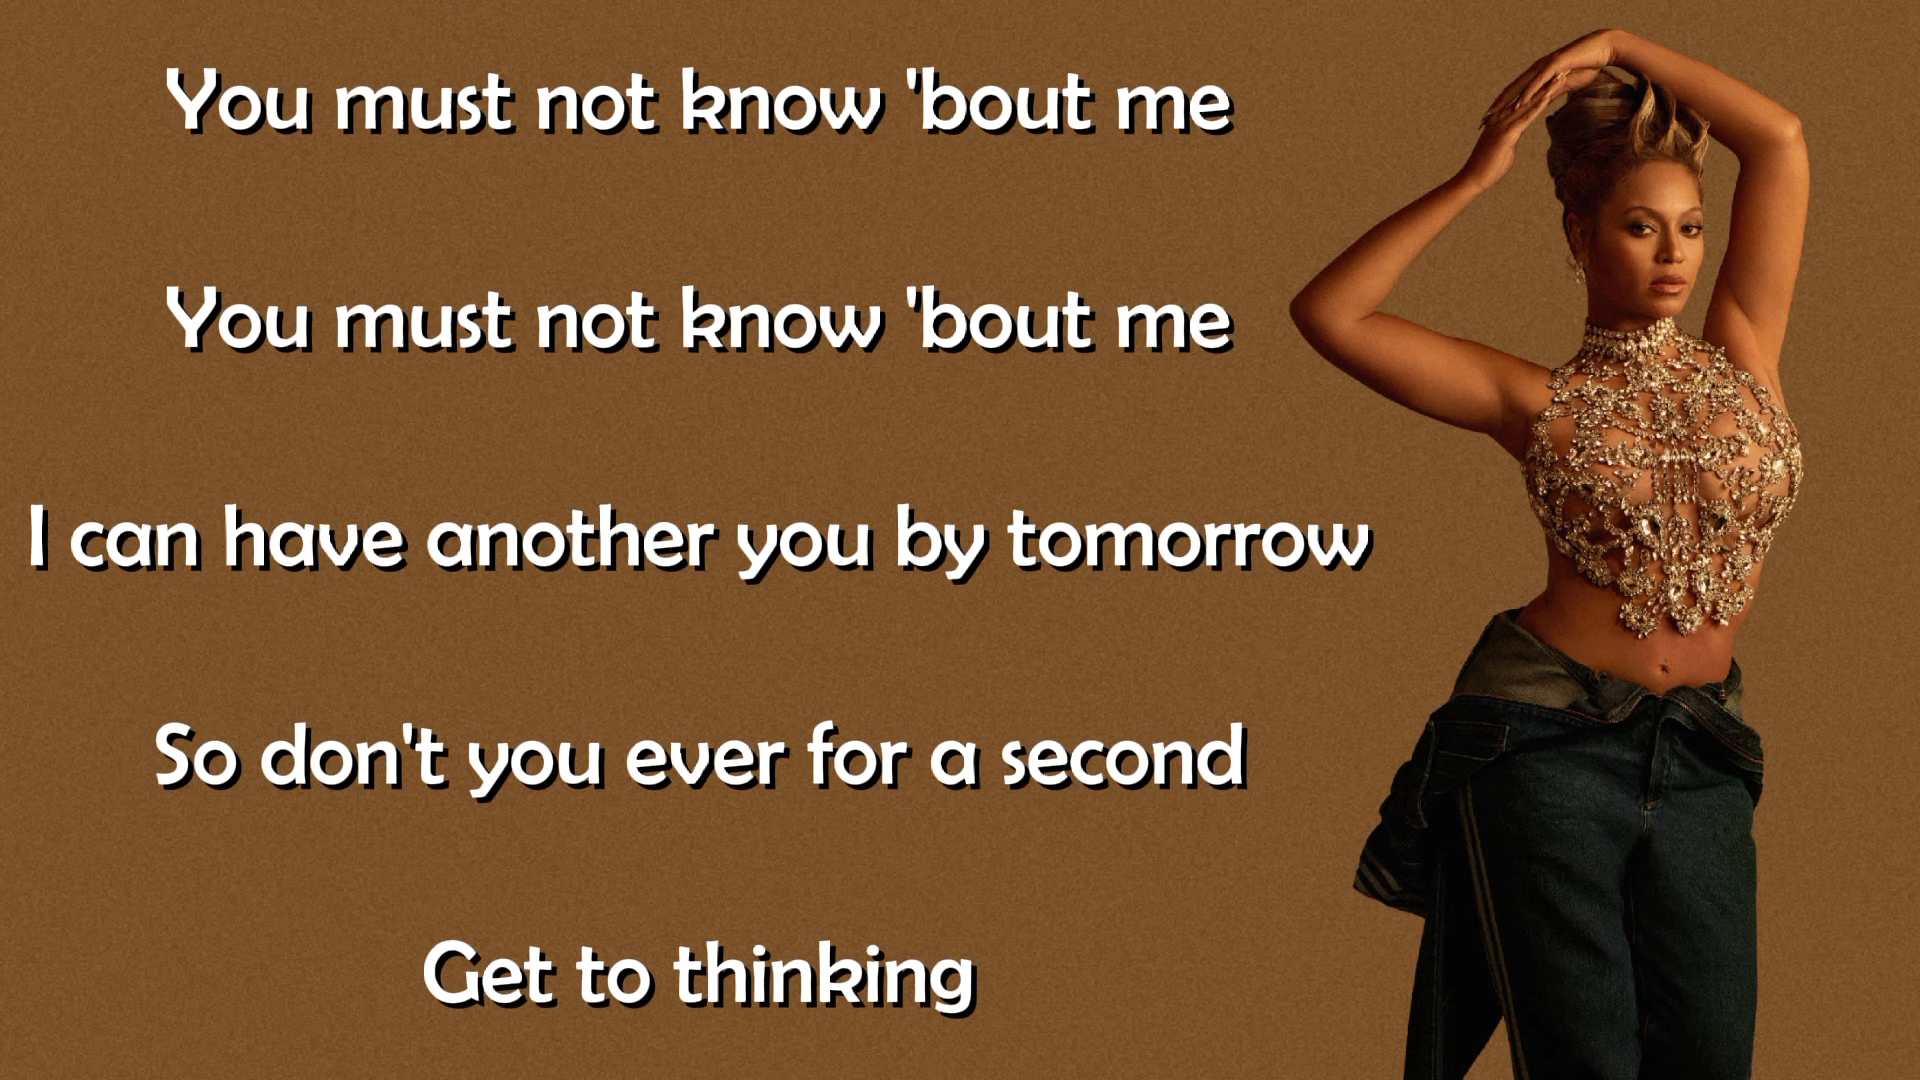 You must not know 'bout me
You must not know 'bout me
I can have another you by tomorrow
So don't you ever for a second
Get to thinking